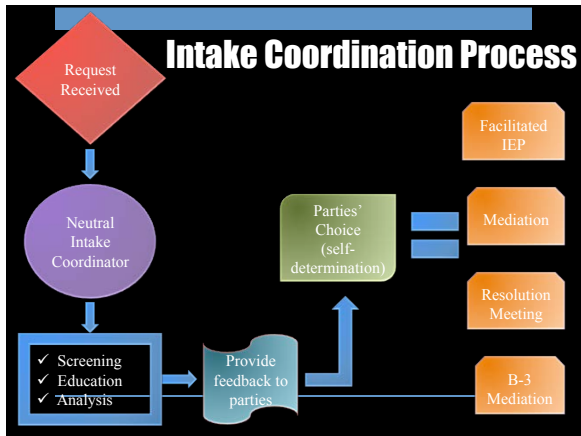 Intake Coordination Process
Request
Received
Neutral
Intake
Coordinator
✓ Screening
✓ Education
✓ Analysis
Provide
feedback to
parties
Parties’
Choice
(self-
determination)
Facilitated
IEP
Mediation
Resolution
Meeting
B-3
Mediation